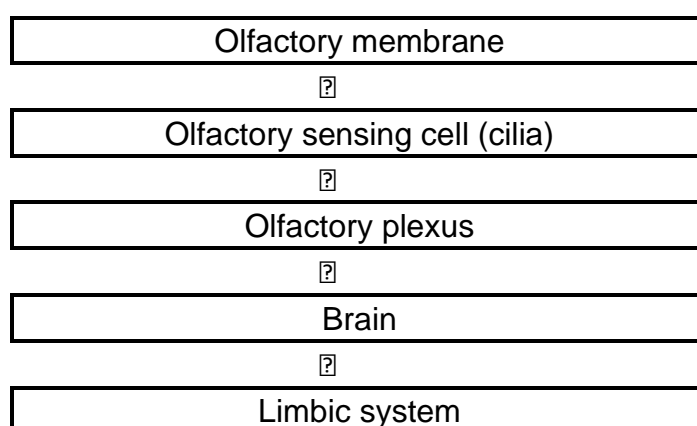 Olfactory membrane
⍰
Olfactory sensing cell (cilia)
⍰
Olfactory plexus
⍰
Brain
⍰
Limbic system